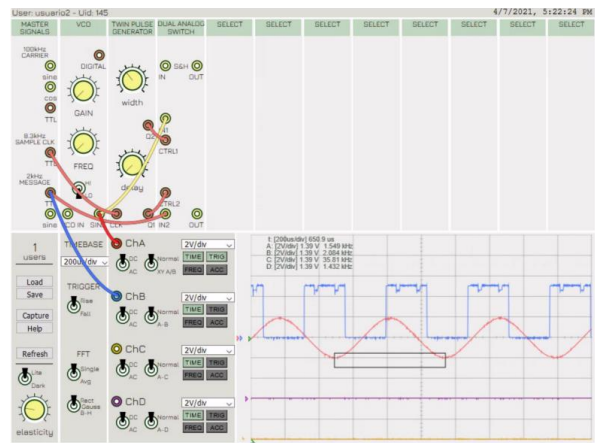 User: usuario2 - Uid: 145
4/7/2021, 5:22:24 PM
MASTER SIGNALS
VCO
TWIN PULSE GENERATOR
DUAL ANALOG SWITCH
SELECT
SELECT
SELECT
SELECT
SELECT
SELECT
SELECT
SELECT
100kHz
CARRIER
sine
cos
TTL
8.3kHz
SAMPLE CLK
TTL
2kHz
MESSAGE
TTL
sine
DIGITAL
GAIN
FREQ
HI
LO
VCO IN
SINE
width
Q2
delay
CLK
Q1
S&H
IN
OUT
IN1
CTRL1
CTRL2
IN2
OUT
1
users
Load
Save
Capture
Help
Refresh
Lite
Dark
elasticity
TIMEBASE
200us/div
TRIGGER
Rise
Fall
FFT
Single
Avg
Rect
Gauss
B-H
ChA
2V/div
DC
AC
Normal
XY A/B
TIME
TRIG
FREQ
ACC
ChB
2V/div
DC
AC
Normal
A-B
TIME
TRIG
FREQ
ACC
ChC
2V/div
DC
AC
Normal
A-C
TIME
TRIG
FREQ
ACC
ChD
2V/div
DC
AC
Normal
A-D
TIME
TRIG
FREQ
ACC
t: [200us/div] 650.9 us
A: [2V/div] 1.39 V 1.549 kHz
B: [2V/div] 1.39 V 2.084 kHz
C: [2V/div] 1.39 V 35.81 kHz
D: [2V/div] 1.39 V 1.432 kHz